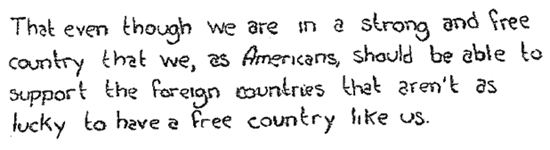 That even though we are in a strong and free
country that we, as Americans, should be able to
support the foreign countries that aren't as
lucky to have a free country like us.